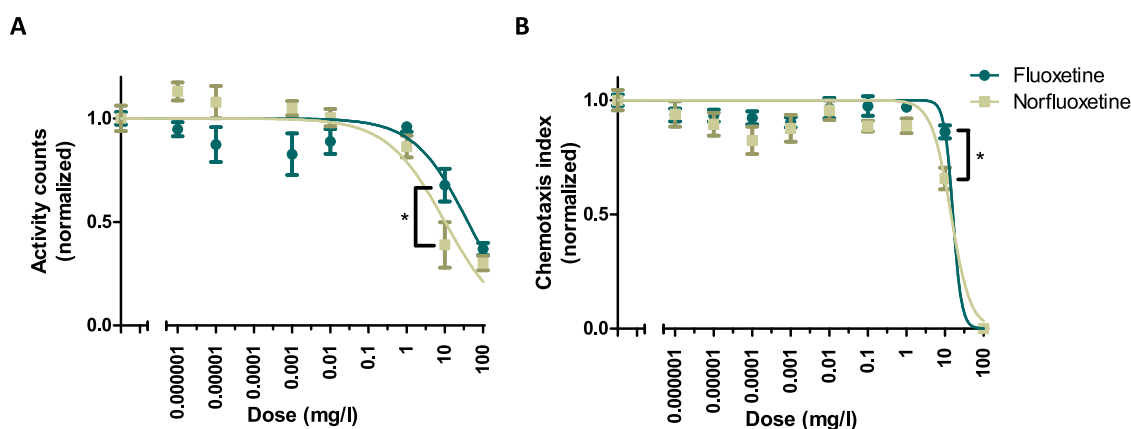 A
Activity counts
(normalized)
1.0
0.5
0.0
*
0.000001
0.00001
0.0001
0.001
0.01
0.1
1
10
100
Dose (mg/l)
B
Chemotaxis index
(normalized)
1.0
0.5
0.0
*
0.000001
0.00001
0.0001
0.001
0.01
0.1
1
10
100
Dose (mg/l)
Fluoxetine
Norfluoxetine